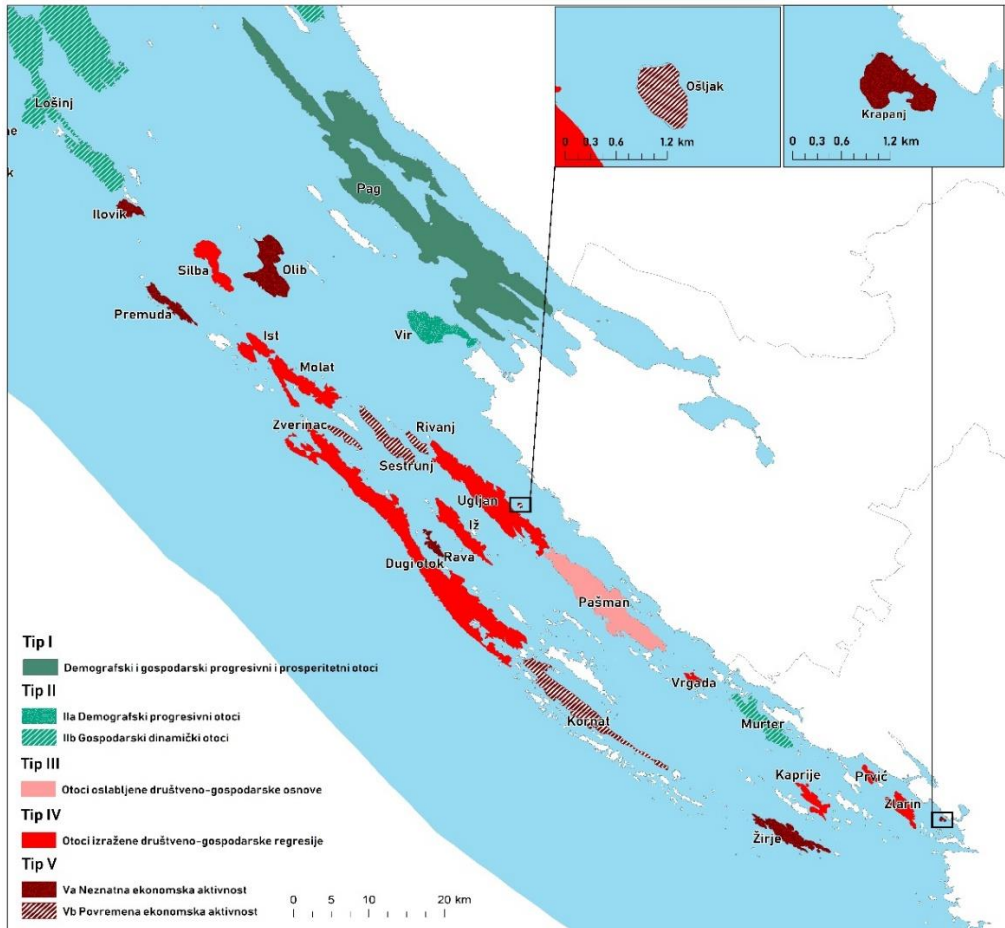 Ošljak
0 0,3 0,6 1,2 km
Krapanj
0 0,3 0,6 1,2 km
Lošinj
ne
k
Pag
Ilovik
Silba
Olib
Premuda
Vir
Ist
Molat
Zverinac
Rivanj
Sestrunj
Ugljan
Iž
Rava
Dugi otok
Pašman
Vrgada
Kornat
Murter
Kaprije
Prvić
Zlarin
Žirje
Tip I
Demografski i gospodarski progresivni i prosperitetni otoci
Tip II
IIa Demografski progresivni otoci
IIb Gospodarski dinamički otoci
Tip III
Otoci oslabljene društveno-gospodarske osnove
Tip IV
Otoci izražene društveno-gospodarske regresije
Tip V
Va Neznatna ekonomska aktivnost
Vb Povremena ekonomska aktivnost
0 5 10 20 km